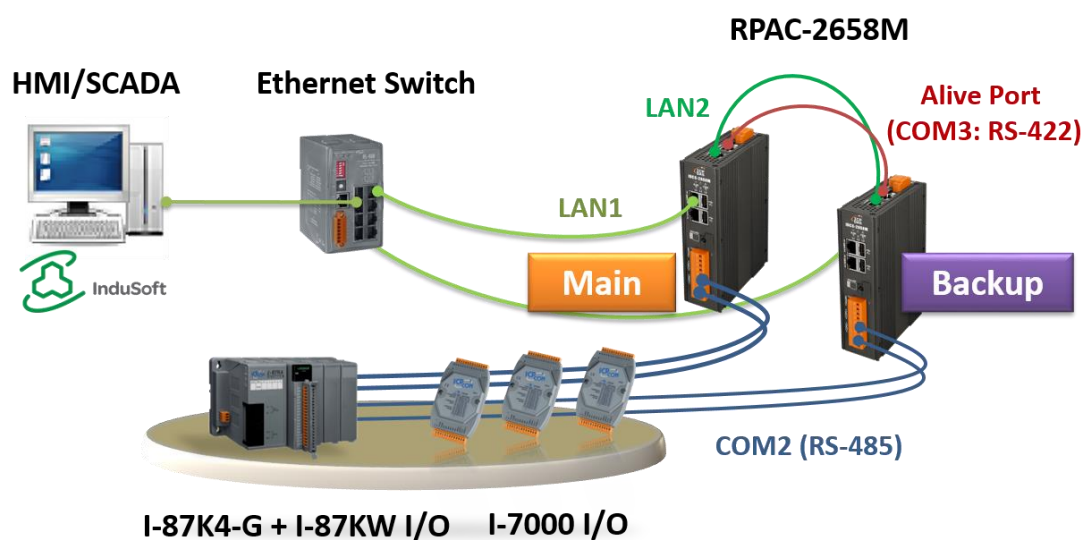 RPAC-2658M
HMI/SCADA
Ethernet Switch
LAN2
Alive Port
(COM3: RS-422)
LAN1
InduSoft
Main
Backup
COM2 (RS-485)
I-87K4-G + I-87KW I/O
I-7000 I/O